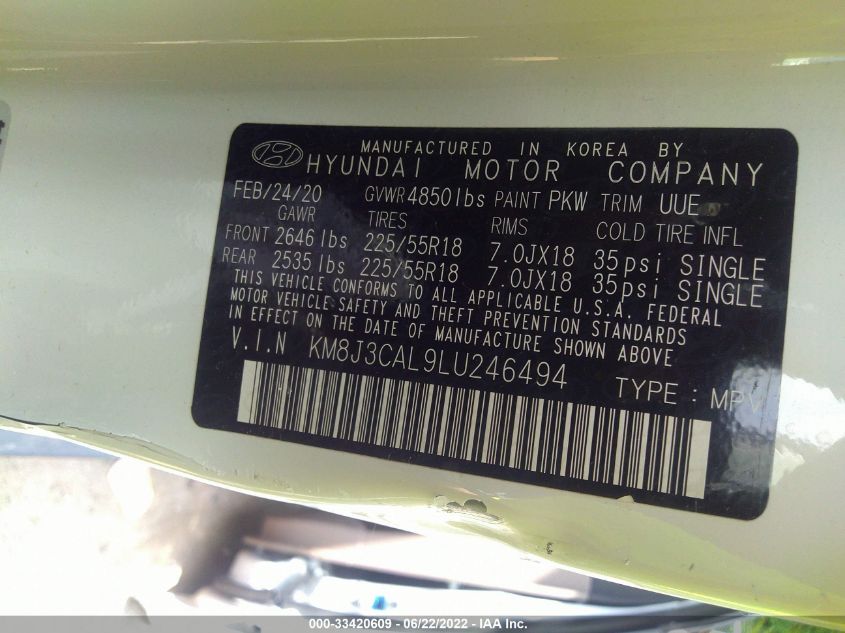 MANUFACTURED IN KOREA BY
HYUNDAI MOTOR COMPANY
FEB/24/20 GVWR 4850lbs PAINT PKW TRIM UUE
GAWR TIRES RIMS COLD TIRE INFL
FRONT 2646 lbs 225/55R18 7.0JX18 35psi SINGLE
REAR 2535 lbs 225/55R18 7.0JX18 35psi SINGLE
THIS VEHICLE CONFORMS TO ALL APPLICABLE U.S.A. FEDERAL
MOTOR VEHICLE SAFETY AND THEFT PREVENTION STANDARDS
IN EFFECT ON THE DATE OF MANUFACTURE SHOWN ABOVE
V.I.N KM8J3CAL9LU246494 TYPE : MPV
000-33420609 - 06/22/2022 - IAA Inc.